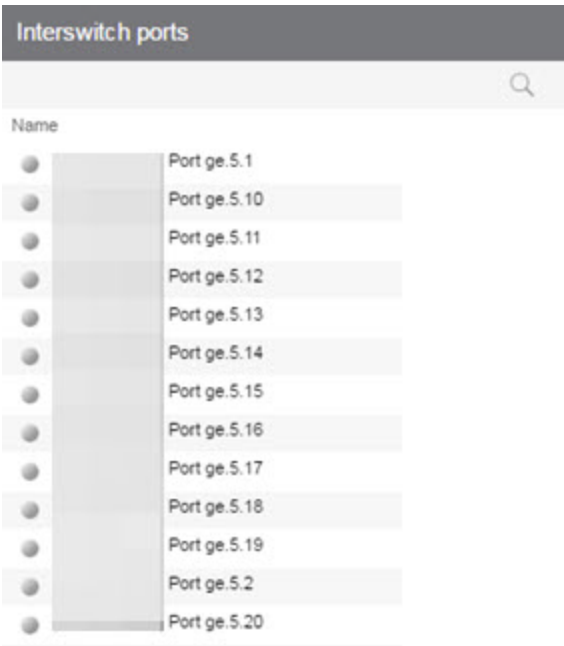 Interswitch ports
Name
Port ge.5.1
Port ge.5.10
Port ge.5.11
Port ge.5.12
Port ge.5.13
Port ge.5.14
Port ge.5.15
Port ge.5.16
Port ge.5.17
Port ge.5.18
Port ge.5.19
Port ge.5.2
Port ge.5.20